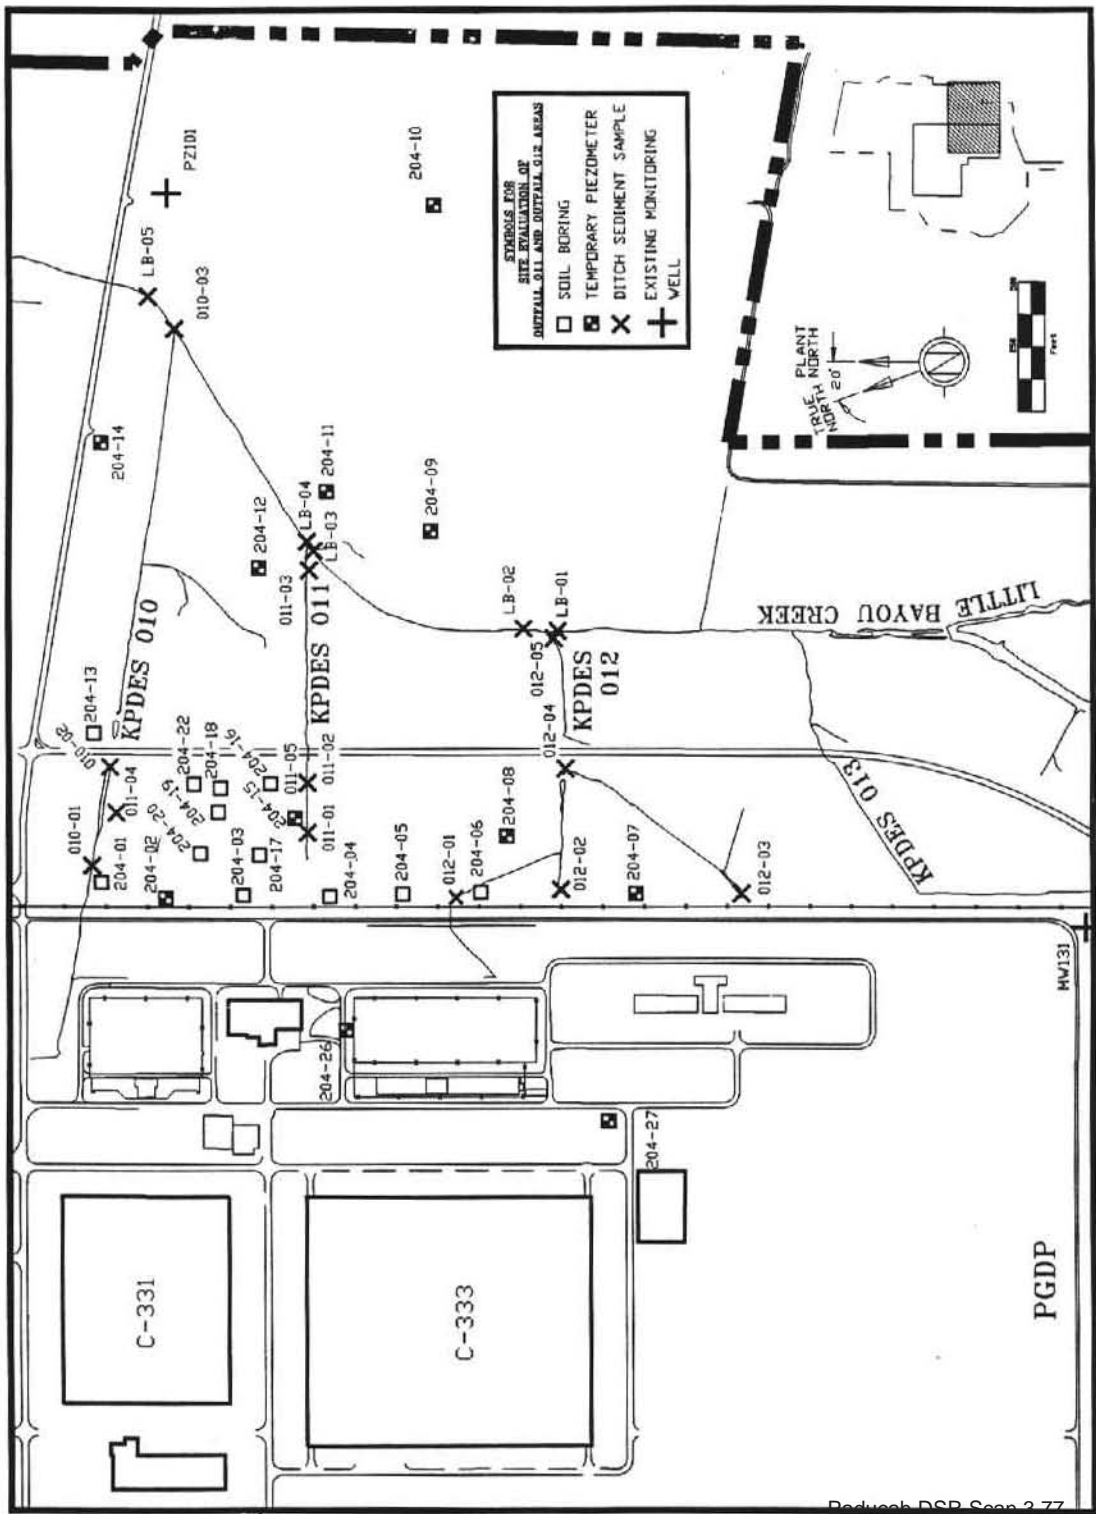 PZ101
LB-05
010-03
204-10
SYMBOLS FOR
SITE EVALUATION OF
OUTFALL 011 AND OUTFALL 012 AREAS
SOIL BORING
TEMPORARY PIEZOMETER
DITCH SEDIMENT SAMPLE
EXISTING MONITORING
WELL
TRUE
NORTH
PLANT
NORTH
20°
N
Feet
204-14
204-11
204-12
LB-04
LB-03
204-09
011-03
LB-02
LB-01
LITTLE
BAYOU CREEK
KPDES 010
KPDES 011
KPDES
012
KPDES 013
012-05
012-04
204-13
010-02
204-22
204-18
204-16
011-05
011-02
010-01
011-04
204-19
204-20
204-15
011-01
204-01
204-02
204-03
204-17
204-04
204-05
012-01
204-06
204-08
012-02
204-07
012-03
MW131
204-26
204-27
C-331
C-333
PGDP
Paducah DSP Scan 3-77